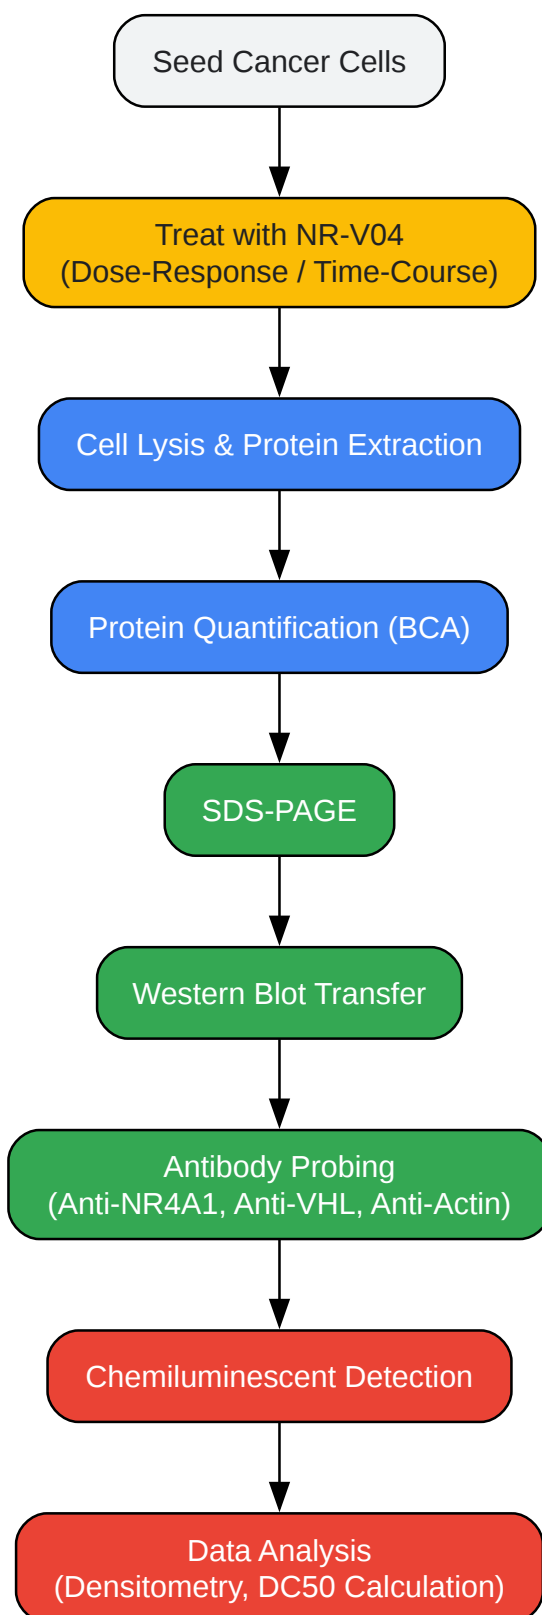 Seed Cancer Cells
Treat with NR-V04
(Dose-Response / Time-Course)
Cell Lysis & Protein Extraction
Protein Quantification (BCA)
SDS-PAGE
Western Blot Transfer
Antibody Probing
(Anti-NR4A1, Anti-VHL, Anti-Actin)
Chemiluminescent Detection
Data Analysis
(Densitometry, DC50 Calculation)